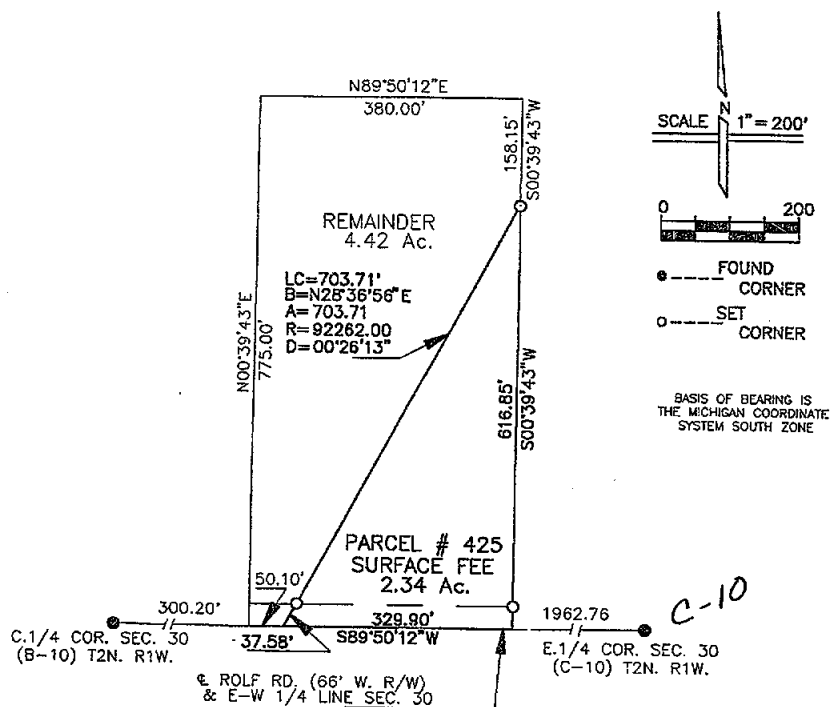 N89°50'12"E
380.00'
158.15'
S00°39'43"W
N
SCALE 1"= 200'
0 200
FOUND
CORNER
SET
CORNER
BASIS OF BEARING IS
THE MICHIGAN COORDINATE
SYSTEM SOUTH ZONE
REMAINDER
4.42 Ac.
LC=703.71'
B=N28°36'56"E
A=703.71
R=92262.00
D=00°26'13"
N00°39'43"E
775.00'
616.85'
S00°39'43"W
PARCEL # 425
SURFACE FEE
2.34 Ac.
50.10'
300.20'
329.90'
1962.76
C-10
37.58'
S89°50'12"W
C.1/4 COR. SEC. 30
(B-10) T2N. R1W.
E.1/4 COR. SEC. 30
(C-10) T2N. R1W.
℄ ROLF RD. (66' W. R/W)
& E-W 1/4 LINE SEC. 30